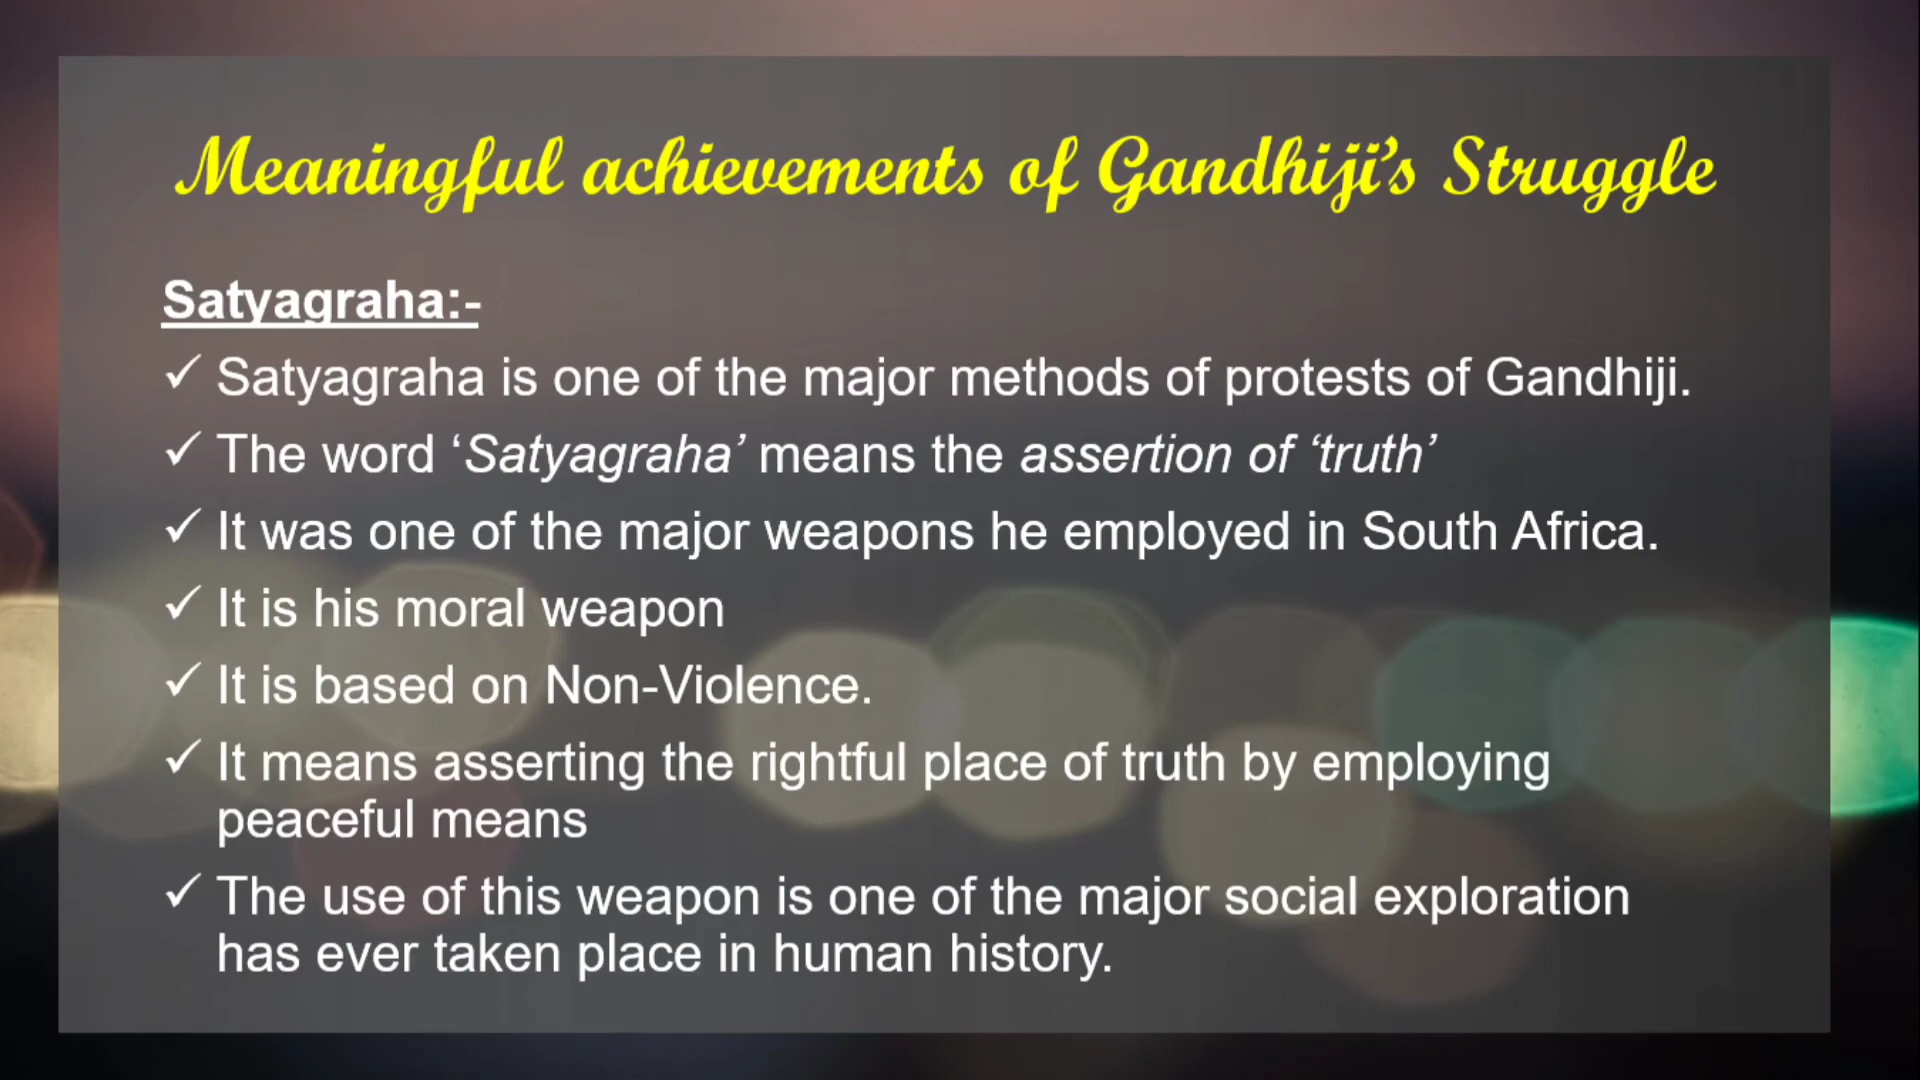 Meaningful achievements of Gandhiji’s Struggle
Satyagraha:-
✓ Satyagraha is one of the major methods of protests of Gandhiji.
✓ The word ‘Satyagraha’ means the assertion of ‘truth’
✓ It was one of the major weapons he employed in South Africa.
✓ It is his moral weapon
✓ It is based on Non-Violence.
✓ It means asserting the rightful place of truth by employing
peaceful means
✓ The use of this weapon is one of the major social exploration
has ever taken place in human history.